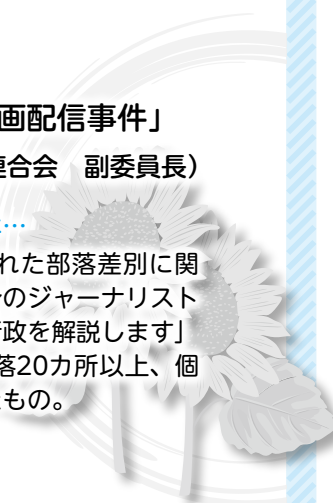 画配信事件」
連合会　副委員長）
…
れた部落差別に関
のジャーナリスト
行政を解説します」
落20カ所以上、個
もの。